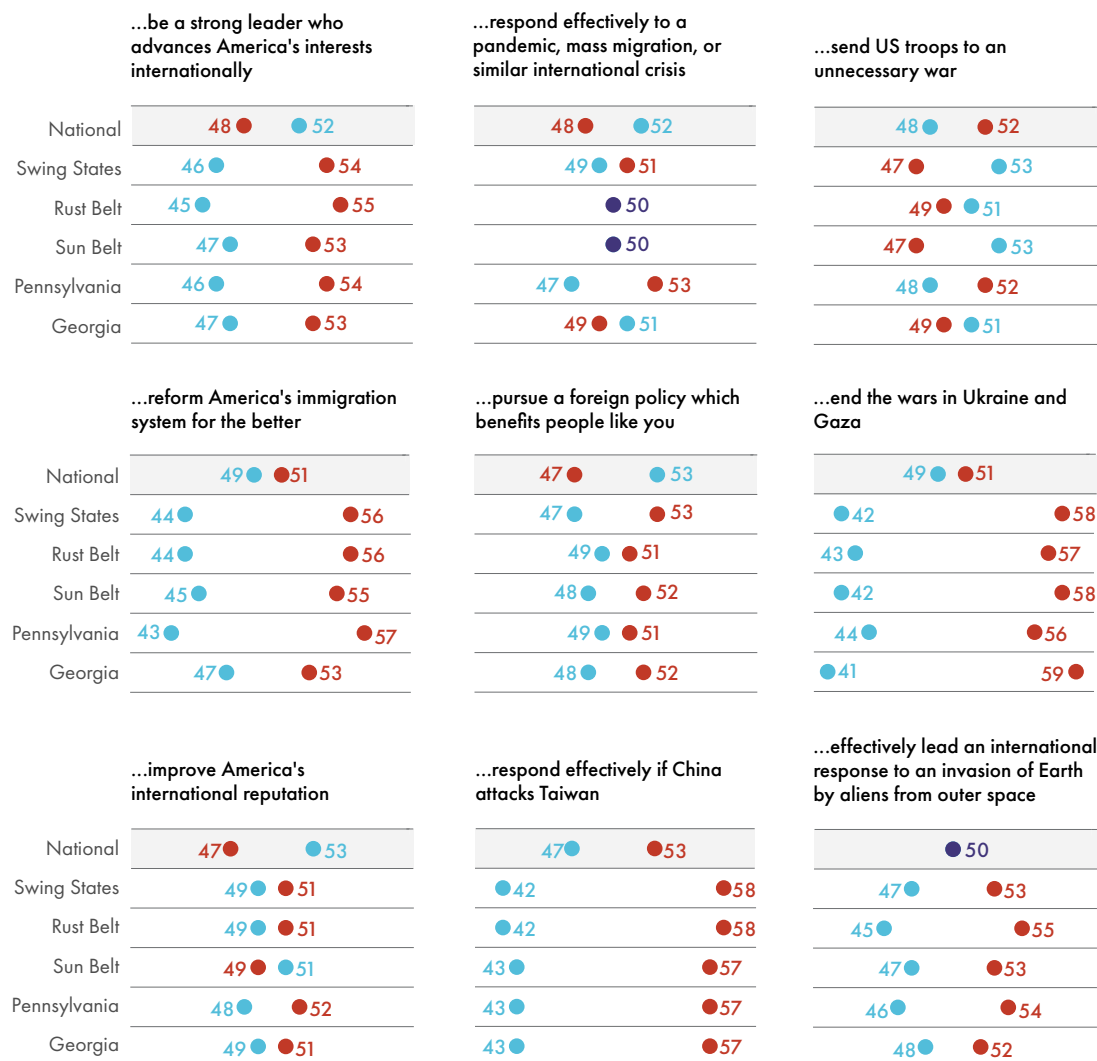 ...be a strong leader who
advances America's interests
internationally
...respond effectively to a
pandemic, mass migration, or
similar international crisis
...send US troops to an
unnecessary war
National 48 52 48 52 48 52
Swing States 46 54 49 51 47 53
Rust Belt 45 55 50 49 51
Sun Belt 47 53 50 47 53
Pennsylvania 46 54 47 53 48 52
Georgia 47 53 49 51 49 51
...reform America's immigration
system for the better
...pursue a foreign policy which
benefits people like you
...end the wars in Ukraine and
Gaza
National 49 51 47 53 49 51
Swing States 44 56 47 53 42 58
Rust Belt 44 56 49 51 43 57
Sun Belt 45 55 48 52 42 58
Pennsylvania 43 57 49 51 44 56
Georgia 47 53 48 52 41 59
...improve America's
international reputation
...respond effectively if China
attacks Taiwan
...effectively lead an international
response to an invasion of Earth
by aliens from outer space
National 47 53 47 53 50
Swing States 49 51 42 58 47 53
Rust Belt 49 51 42 58 45 55
Sun Belt 49 51 43 57 47 53
Pennsylvania 48 52 43 57 46 54
Georgia 49 51 43 57 48 52